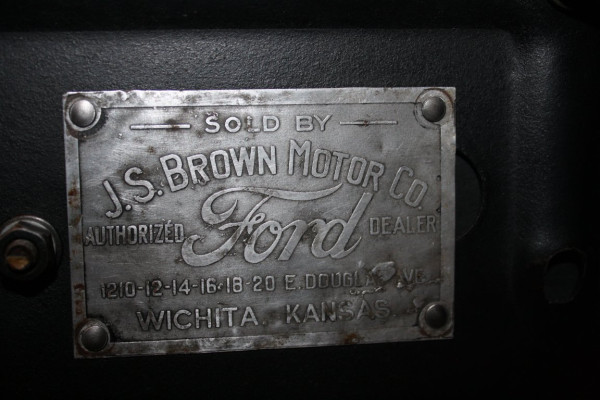 SOLD BY
J.S. BROWN MOTOR CO.
AUTHORIZED Ford DEALER
1210-12-14-16-18-20 E. DOUGLAS AVE.
WICHITA, KANSAS